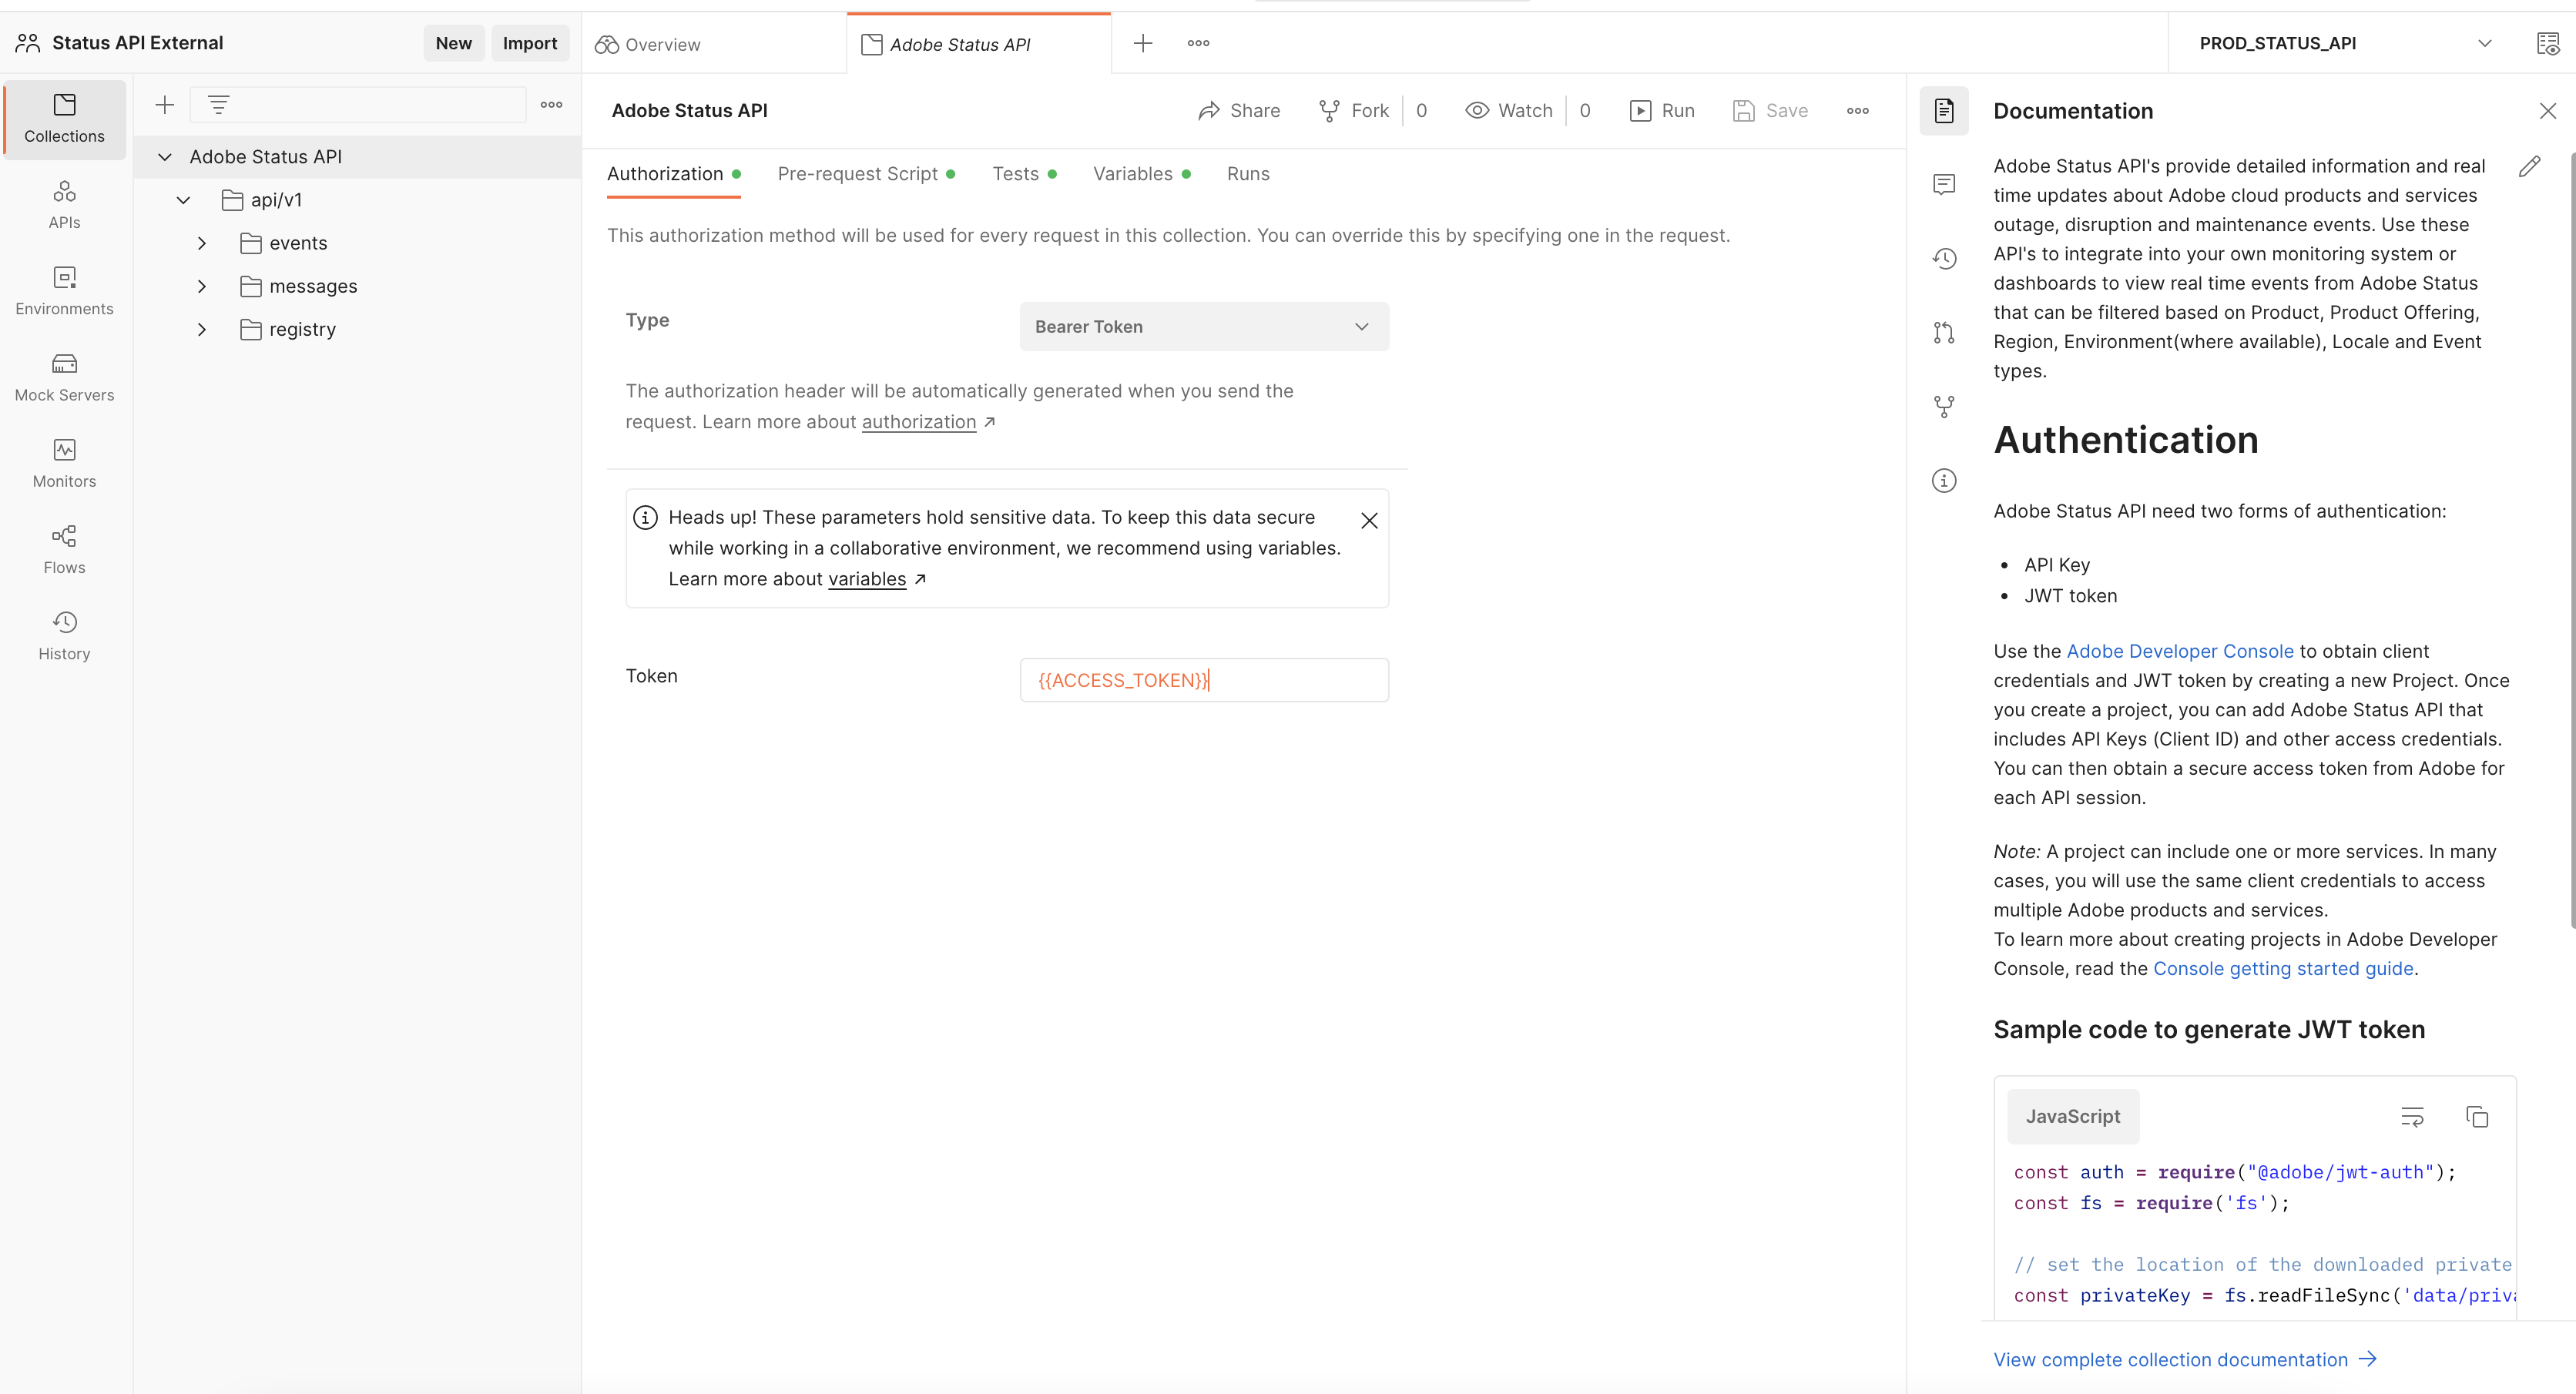 Status API External
New
Import
Overview
Adobe Status API
PROD_STATUS_API
Collections
APIs
Environments
Mock Servers
Monitors
Flows
History
Adobe Status API
api/v1
events
messages
registry
Adobe Status API
Share
Fork
0
Watch
0
Run
Save
Authorization
Pre-request Script
Tests
Variables
Runs
This authorization method will be used for every request in this collection. You can override this by specifying one in the request.
Type
Bearer Token
The authorization header will be automatically generated when you send the
request. Learn more about authorization ↗
Heads up! These parameters hold sensitive data. To keep this data secure
while working in a collaborative environment, we recommend using variables.
Learn more about variables ↗
Token
{{ACCESS_TOKEN}}
Documentation
Adobe Status API's provide detailed information and real
time updates about Adobe cloud products and services
outage, disruption and maintenance events. Use these
API's to integrate into your own monitoring system or
dashboards to view real time events from Adobe Status
that can be filtered based on Product, Product Offering,
Region, Environment(where available), Locale and Event
types.
Authentication
Adobe Status API need two forms of authentication:
• API Key
• JWT token
Use the Adobe Developer Console to obtain client
credentials and JWT token by creating a new Project. Once
you create a project, you can add Adobe Status API that
includes API Keys (Client ID) and other access credentials.
You can then obtain a secure access token from Adobe for
each API session.
Note: A project can include one or more services. In many
cases, you will use the same client credentials to access
multiple Adobe products and services.
To learn more about creating projects in Adobe Developer
Console, read the Console getting started guide.
Sample code to generate JWT token
JavaScript
const auth = require("@adobe/jwt-auth");
const fs = require('fs');
// set the location of the downloaded private
const privateKey = fs.readFileSync('data/priva
View complete collection documentation →